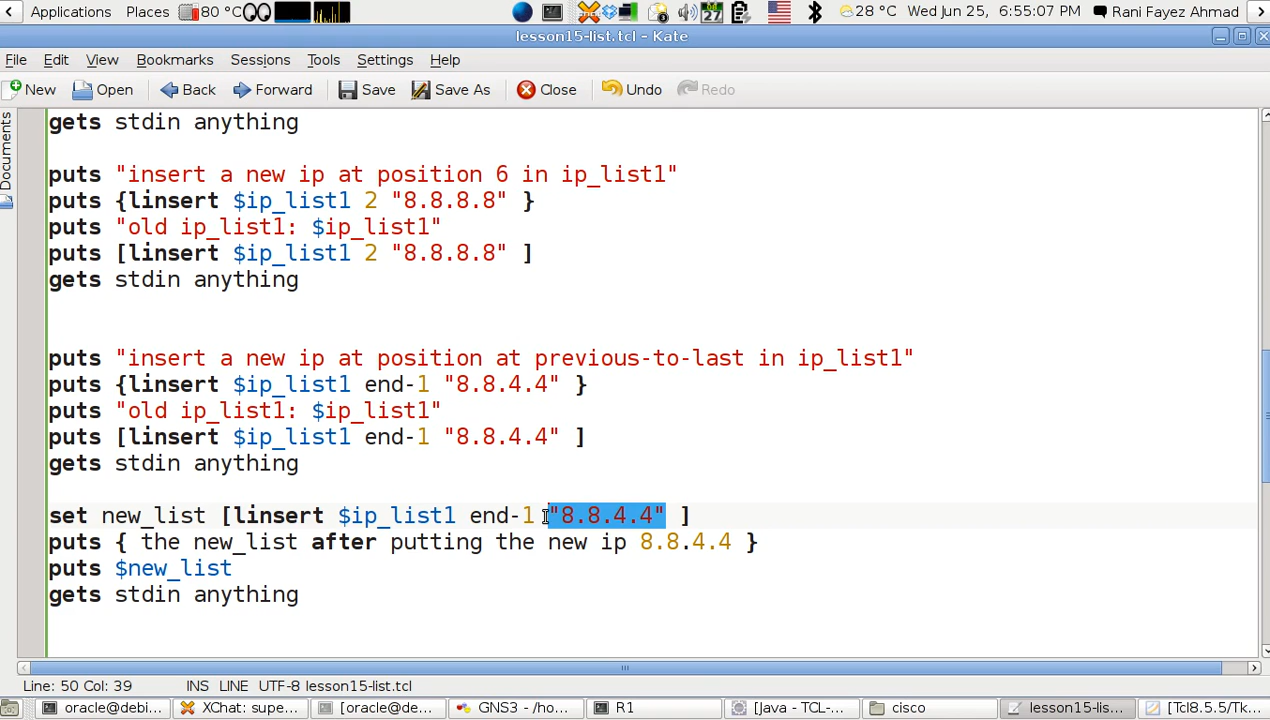 Applications Places 80 °C 27 28 °C Wed Jun 25, 6:55:07 PM Rani Fayez Ahmad
lesson15-list.tcl - Kate
File Edit View Bookmarks Sessions Tools Settings Help
New Open Back Forward Save Save As Close Undo Redo
Documents
gets stdin anything
puts "insert a new ip at position 6 in ip_list1"
puts {linsert $ip_list1 2 "8.8.8.8" }
puts "old ip_list1: $ip_list1"
puts [linsert $ip_list1 2 "8.8.8.8" ]
gets stdin anything
puts "insert a new ip at position at previous-to-last in ip_list1"
puts {linsert $ip_list1 end-1 "8.8.4.4" }
puts "old ip_list1: $ip_list1"
puts [linsert $ip_list1 end-1 "8.8.4.4" ]
gets stdin anything
set new_list [linsert $ip_list1 end-1 "8.8.4.4" ]
puts { the new_list after putting the new ip 8.8.4.4 }
puts $new_list
gets stdin anything
Line: 50 Col: 39 INS LINE UTF-8 lesson15-list.tcl
oracle@debi... XChat: supe... [oracle@de... GNS3 - /ho... R1 [Java - TCL-... cisco lesson15-lis... [Tcl8.5.5/Tk...